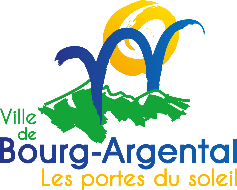 Ville
de
Bourg-Argental
Les portes du soleil